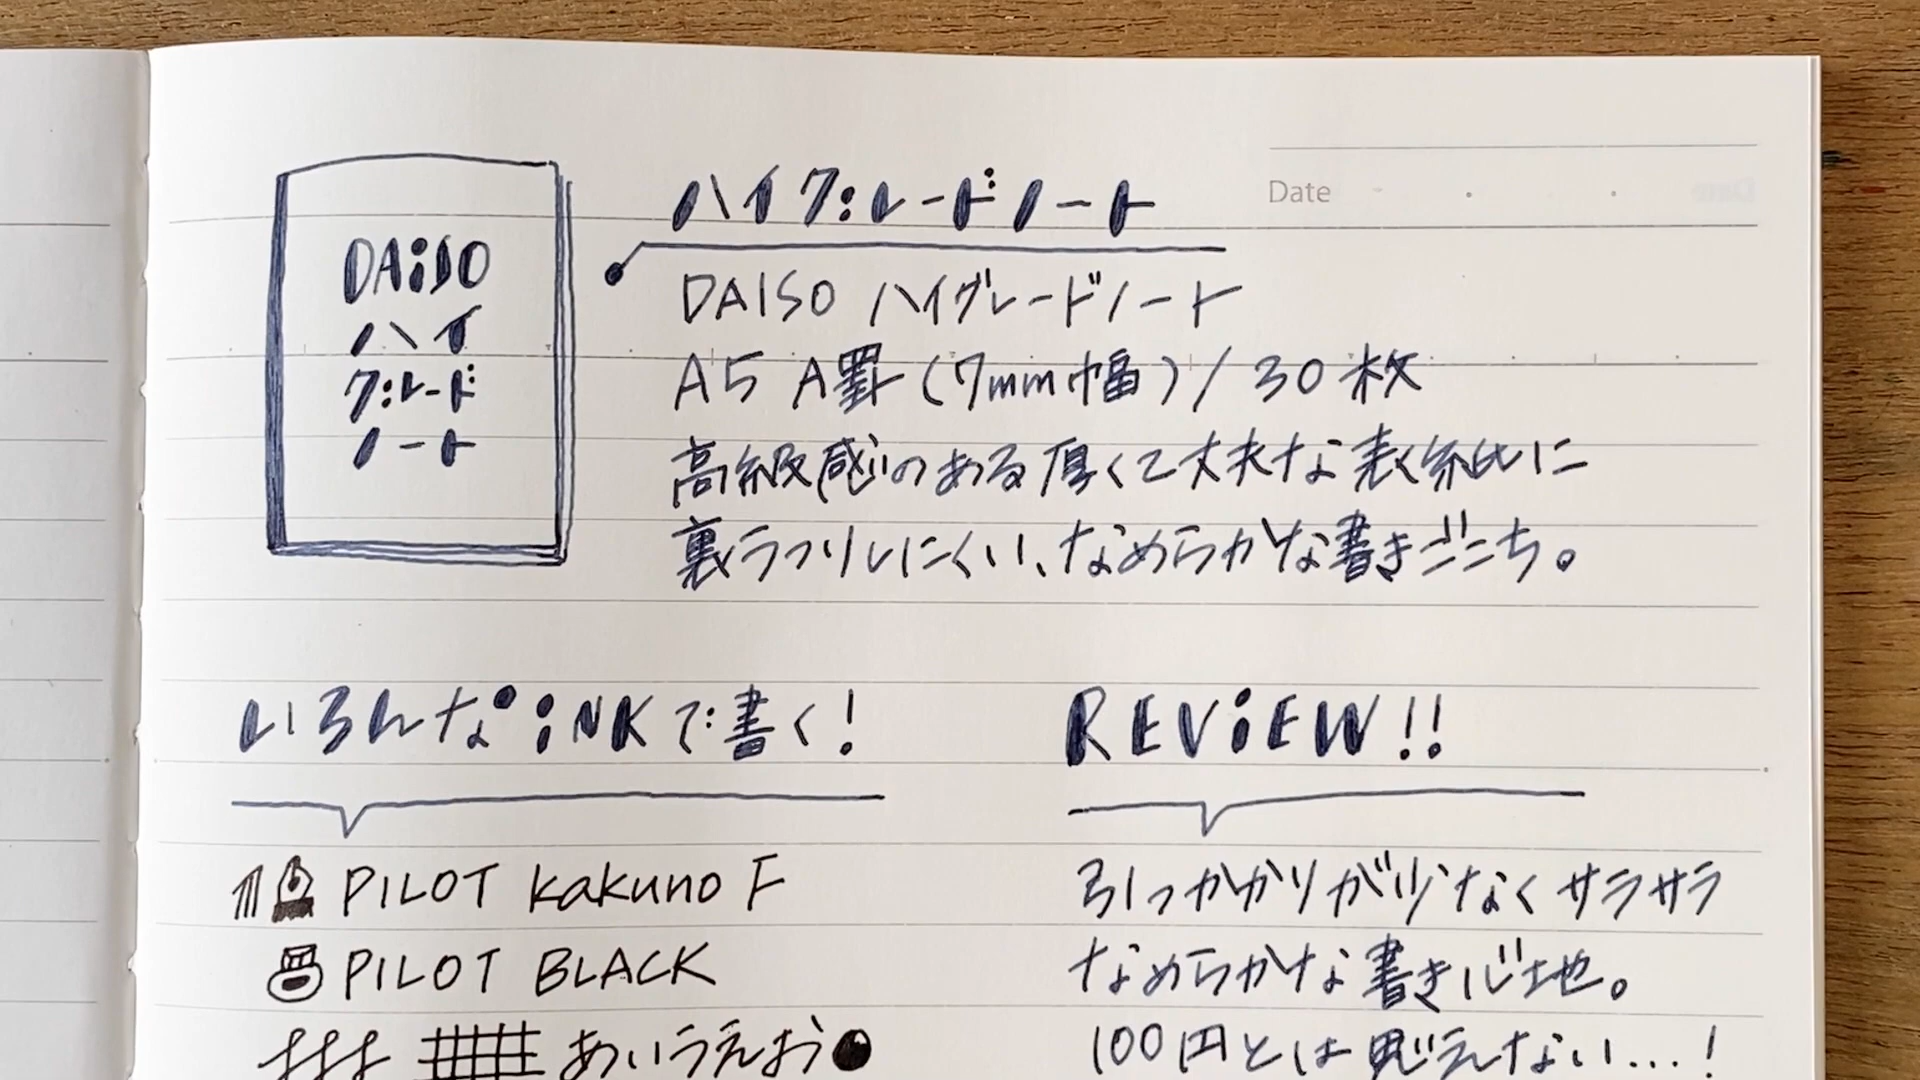 Date
DAiSO
ハイ
グレード
ノート
ハイグレードノート
DAISO ハイグレードノート
A5 A罫(7mm幅)/30枚
高級感のある厚くて丈夫な表紙に
裏うつりしにくい、なめらかな書きごこち。
いろんなiNKで書く!
PILOT kakuno F
PILOT BLACK
あいうえお
REViEW!!
引っかかりが少なくサラサラ
なめらかな書き心地。
100円とは思えない...!